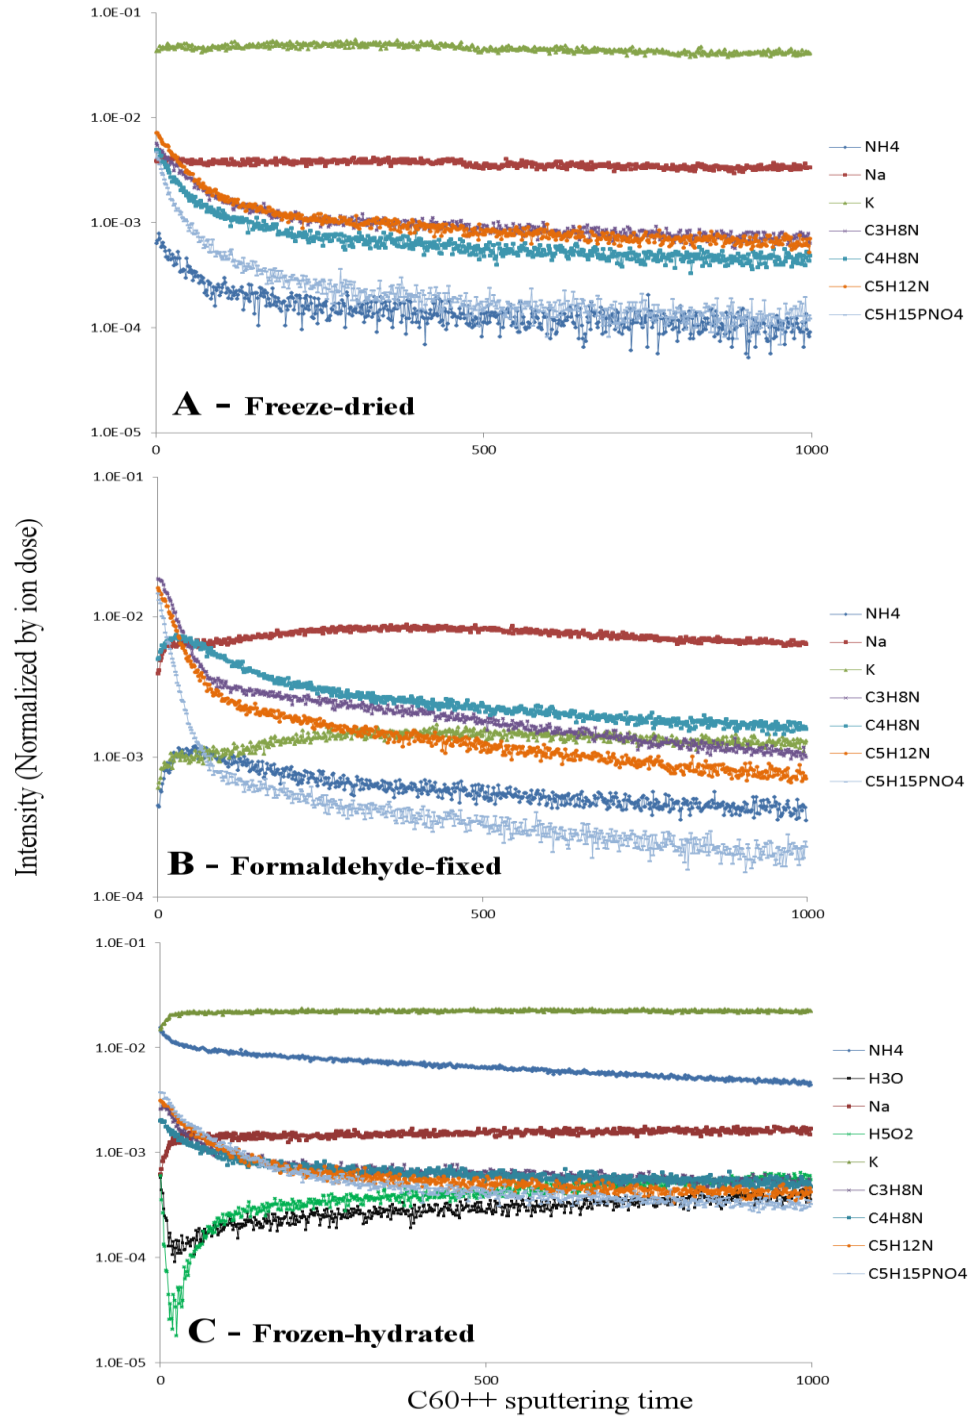 1.0E-01
1.0E-02
1.0E-03
1.0E-04
1.0E-05
0
500
1000
NH4
Na
K
C3H8N
C4H8N
C5H12N
C5H15PNO4
A - Freeze-dried
Intensity (Normalized by ion dose)
1.0E-01
1.0E-02
1.0E-03
1.0E-04
0
500
1000
NH4
Na
K
C3H8N
C4H8N
C5H12N
C5H15PNO4
B - Formaldehyde-fixed
1.0E-01
1.0E-02
1.0E-03
1.0E-04
1.0E-05
0
500
1000
NH4
H3O
Na
H5O2
K
C3H8N
C4H8N
C5H12N
C5H15PNO4
C - Frozen-hydrated
C60++ sputtering time